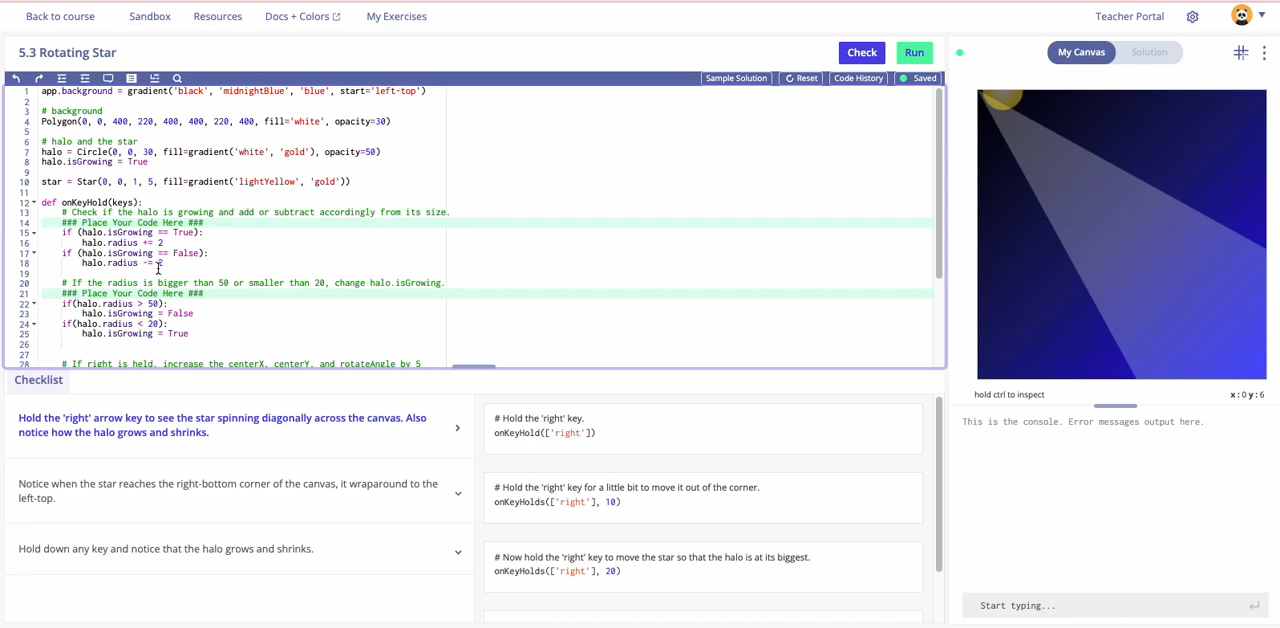 Back to course Sandbox Resources Docs + Colors My Exercises Teacher Portal
5.3 Rotating Star Check Run My Canvas Solution
Sample Solution Reset Code History Saved
1 app.background = gradient('black', 'midnightBlue', 'blue', start='left-top')
2
3 # background
4 Polygon(0, 0, 400, 220, 400, 400, 220, 400, fill='white', opacity=30)
5
6 # halo and the star
7 halo = Circle(0, 0, 30, fill=gradient('white', 'gold'), opacity=50)
8 halo.isGrowing = True
9
10 star = Star(0, 0, 1, 5, fill=gradient('lightYellow', 'gold'))
11
12 def onKeyHold(keys):
13 # Check if the halo is growing and add or subtract accordingly from its size.
14 ### Place Your Code Here ###
15 if (halo.isGrowing == True):
16 halo.radius += 2
17 if (halo.isGrowing == False):
18 halo.radius -= 2
19
20 # If the radius is bigger than 50 or smaller than 20, change halo.isGrowing.
21 ### Place Your Code Here ###
22 if(halo.radius > 50):
23 halo.isGrowing = False
24 if(halo.radius < 20):
25 halo.isGrowing = True
26
27
28 # If right is held, increase the centerX, centerY, and rotateAngle by 5
Checklist
Hold the 'right' arrow key to see the star spinning diagonally across the canvas. Also
notice how the halo grows and shrinks.
Notice when the star reaches the right-bottom corner of the canvas, it wraparound to the
left-top.
Hold down any key and notice that the halo grows and shrinks.
# Hold the 'right' key.
onKeyHold(['right'])
# Hold the 'right' key for a little bit to move it out of the corner.
onKeyHolds(['right'], 10)
# Now hold the 'right' key to move the star so that the halo is at its biggest.
onKeyHolds(['right'], 20)
hold ctrl to inspect x : 0 y : 6
This is the console. Error messages output here.
Start typing...